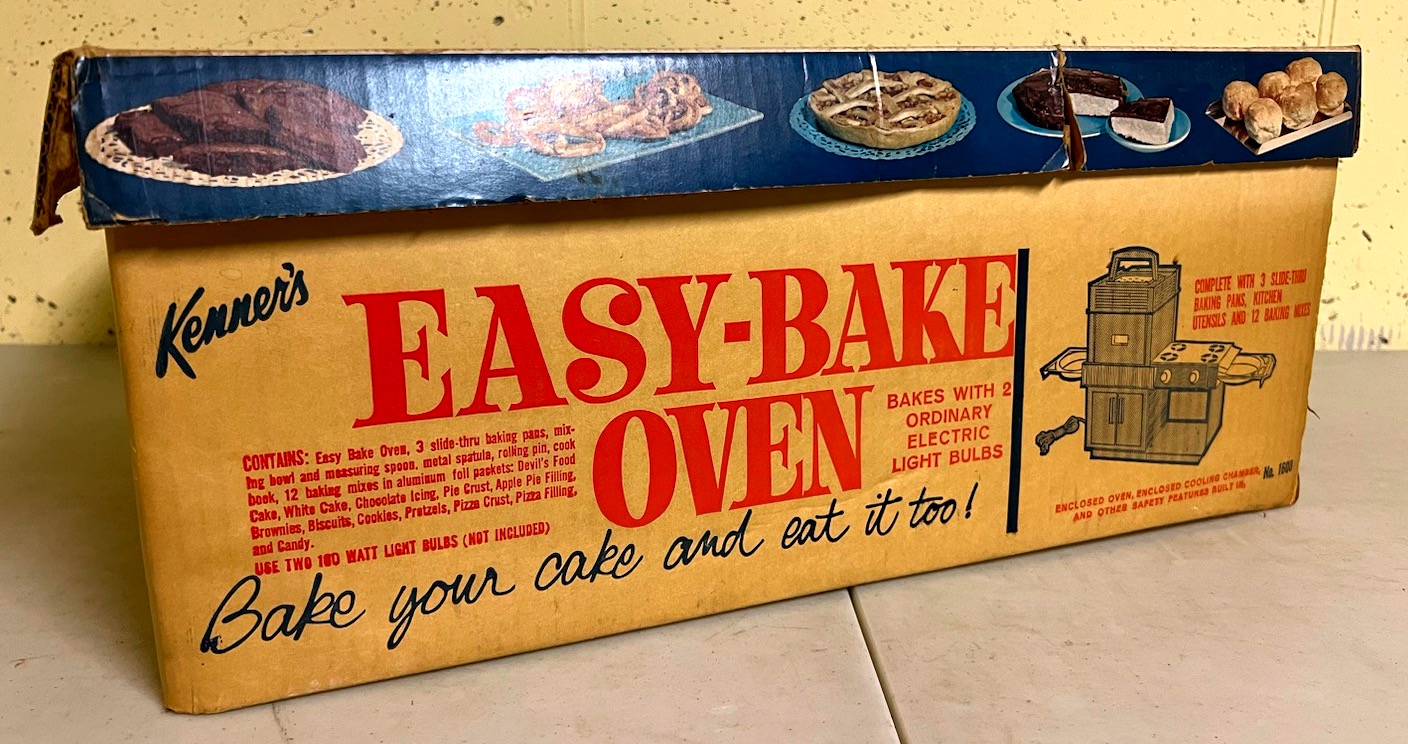 Kenner's
EASY-BAKE
OVEN
BAKES WITH 2
ORDINARY
ELECTRIC
LIGHT BULBS
CONTAINS: Easy Bake Oven, 3 slide-thru baking pans, mix-
ing bowl and measuring spoon, metal spatula, rolling pin, cook
book, 12 baking mixes in aluminum foil packets: Devil's Food
Cake, White Cake, Chocolate Icing, Pie Crust, Apple Pie Filling,
Brownies, Biscuits, Cookies, Pretzels, Pizza Crust, Pizza Filling,
and Candy.
USE TWO 100 WATT LIGHT BULBS (NOT INCLUDED)
Bake your cake and eat it too!
COMPLETE WITH 3 SLIDE-THRU
BAKING PANS, KITCHEN
UTENSILS AND 12 BAKING MIXES
No. 1600
ENCLOSED OVEN, ENCLOSED COOLING CHAMBER,
AND OTHER SAFETY FEATURES BUILT IN.